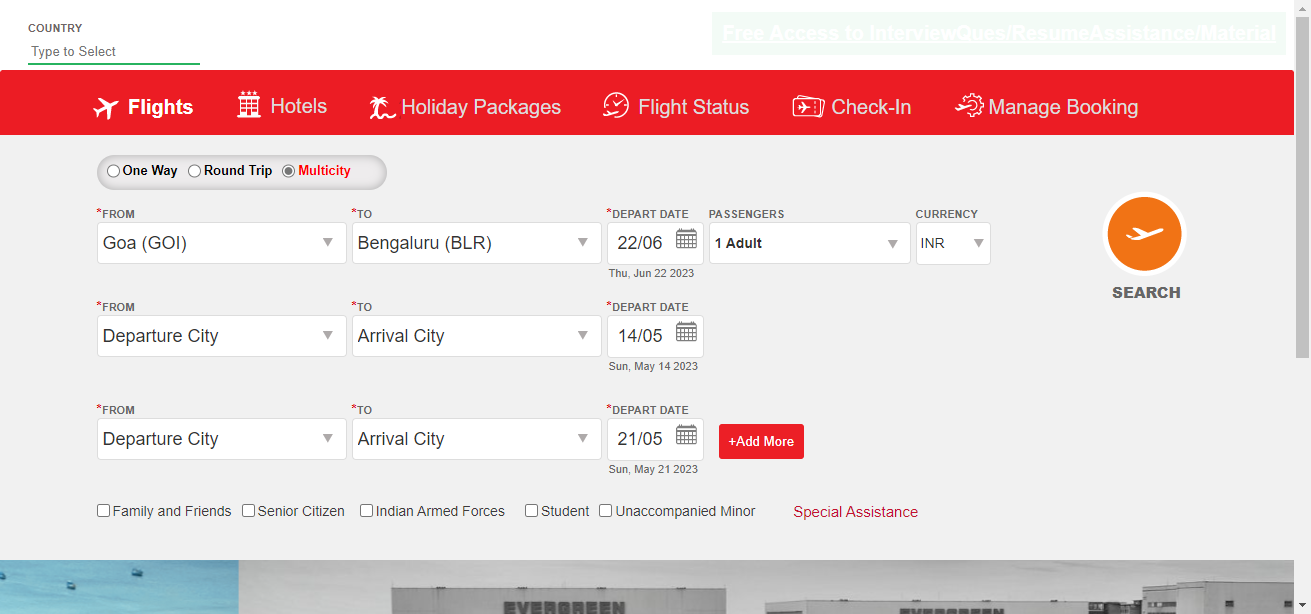 COUNTRY
Type to Select
Free Access to InterviewQues/ResumeAssistance/Material
Flights Hotels Holiday Packages Flight Status Check-In Manage Booking
One Way Round Trip Multicity
*FROM *TO *DEPART DATE PASSENGERS CURRENCY
Goa (GOI) Bengaluru (BLR) 22/06 1 Adult INR
Thu, Jun 22 2023
SEARCH
*FROM *TO *DEPART DATE
Departure City Arrival City 14/05
Sun, May 14 2023
*FROM *TO *DEPART DATE
Departure City Arrival City 21/05 +Add More
Sun, May 21 2023
Family and Friends Senior Citizen Indian Armed Forces Student Unaccompanied Minor Special Assistance
EVERGREEN EVERGREEN